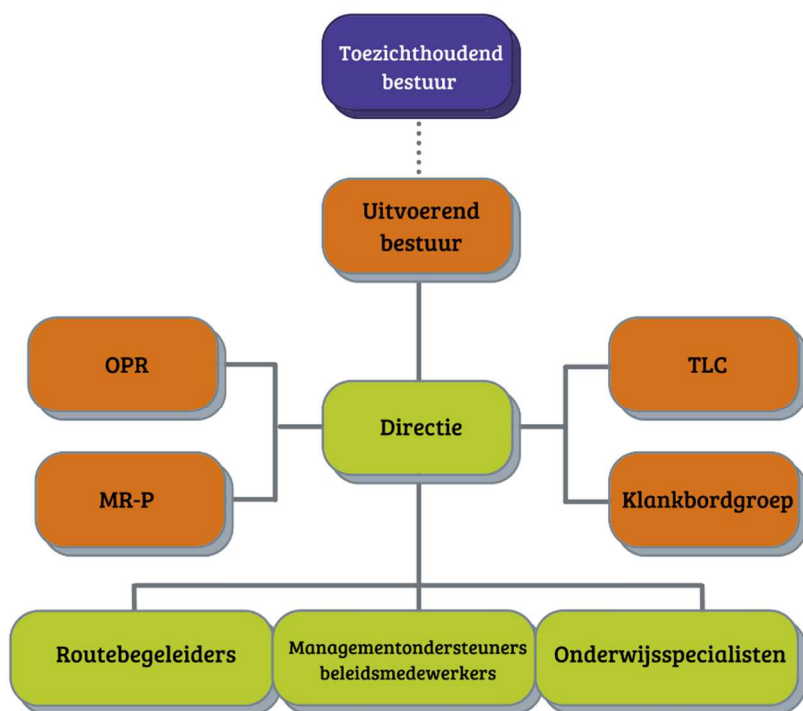 Toezichthoudend
bestuur
Uitvoerend
bestuur
OPR
TLC
Directie
MR-P
Klankbordgroep
Routebegeleiders
Managementondersteuners
beleidsmedewerkers
Onderwijsspecialisten